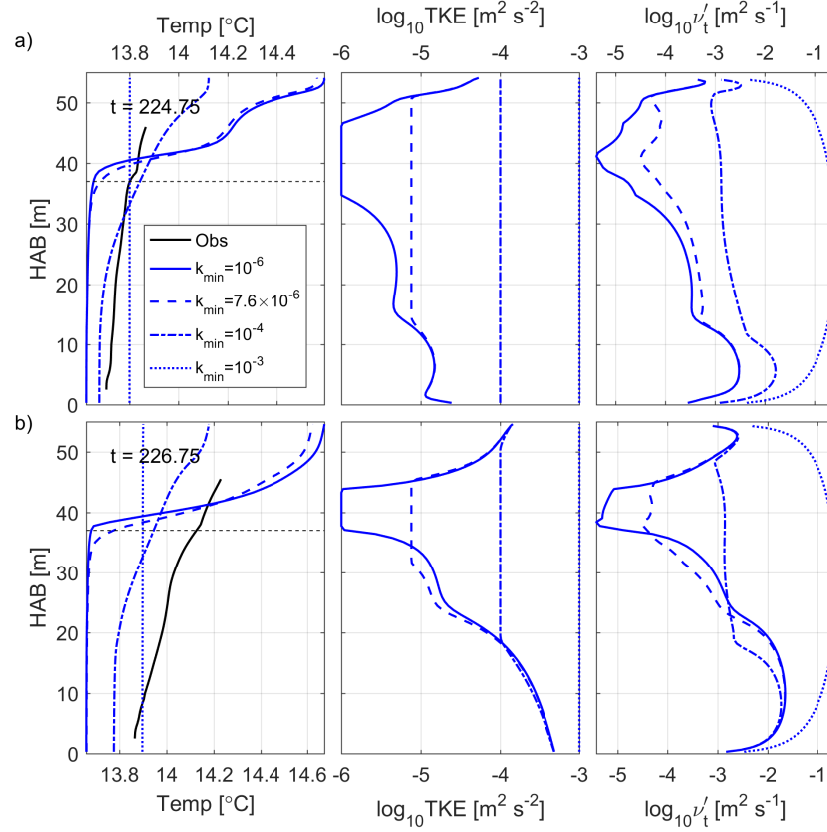 Temp [°C]
log₁₀TKE [m² s⁻²]
log₁₀ν′ₜ [m² s⁻¹]
a)
13.8 14 14.2 14.4
-6 -5 -4 -3
-5 -4 -3 -2 -1
HAB [m]
50
40
30
20
10
0
t = 224.75
Obs
k_min=10⁻⁶
k_min=7.6×10⁻⁶
k_min=10⁻⁴
k_min=10⁻³
b)
HAB [m]
50
40
30
20
10
0
t = 226.75
13.8 14 14.2 14.4 14.6
-6 -5 -4 -3
-5 -4 -3 -2 -1
Temp [°C]
log₁₀TKE [m² s⁻²]
log₁₀ν′ₜ [m² s⁻¹]